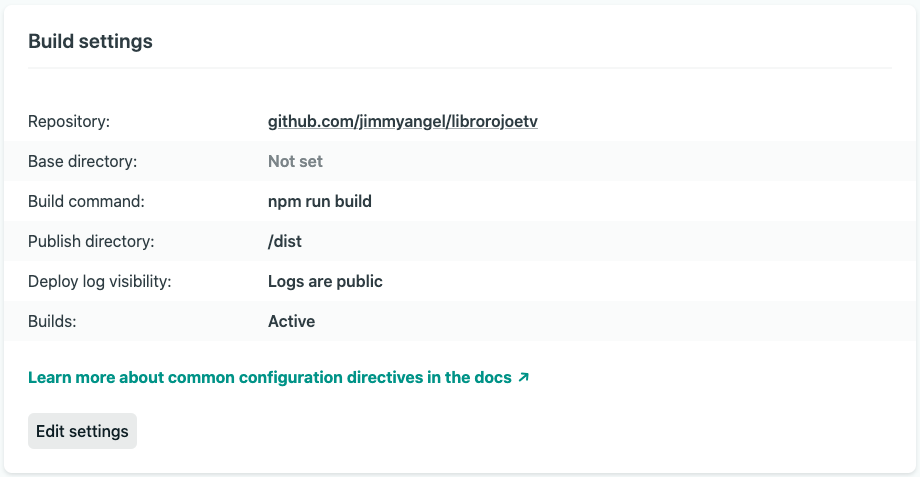 Build settings
Repository: github.com/jimmyangel/librorojoetv
Base directory: Not set
Build command: npm run build
Publish directory: /dist
Deploy log visibility: Logs are public
Builds: Active
Learn more about common configuration directives in the docs ↗
Edit settings